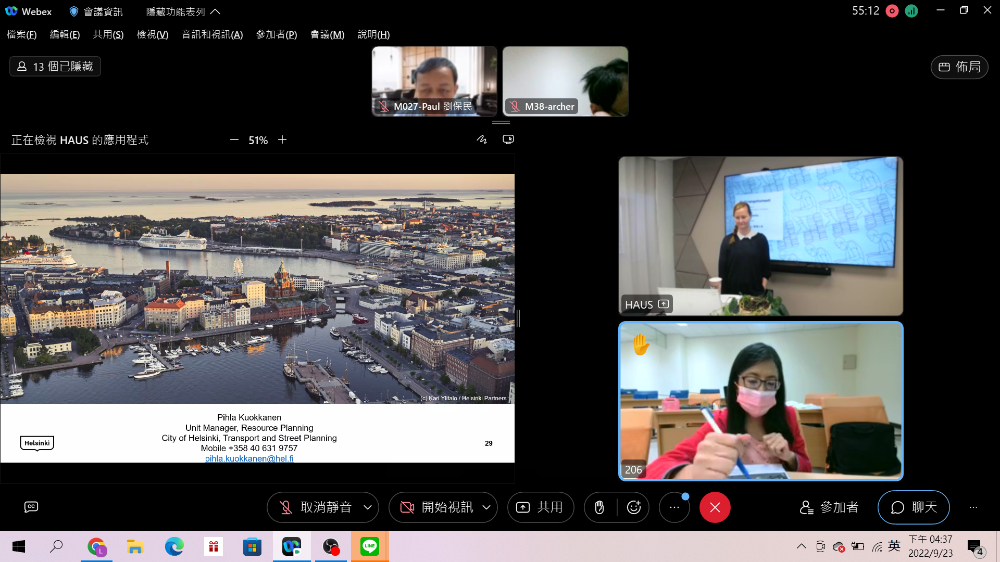 Webex
會議資訊
隱藏功能表列
55:12
檔案(F)
編輯(E)
共用(S)
檢視(V)
音訊和視訊(A)
參加者(P)
會議(M)
說明(H)
13 個已隱藏
M027-Paul 劉保民
M38-archer
佈局
正在檢視 HAUS 的應用程式
51%
SILJA LINE
(c) Kari Ylitalo / Helsinki Partners
Pihla Kuokkanen
Unit Manager, Resource Planning
City of Helsinki, Transport and Street Planning
Mobile +358 40 631 9757
pihla.kuokkanen@hel.fi
Helsinki
29
HAUS
206
CC
取消靜音
開始視訊
共用
參加者
聊天
L
LINE
英
下午 04:37
2022/9/23
4